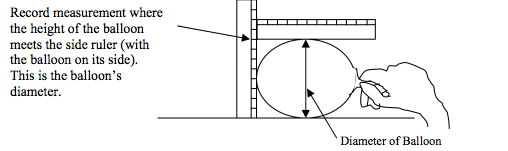 Record measurement where
the height of the balloon
meets the side ruler (with
the balloon on its side).
This is the balloon's
diameter.
Diameter of Balloon